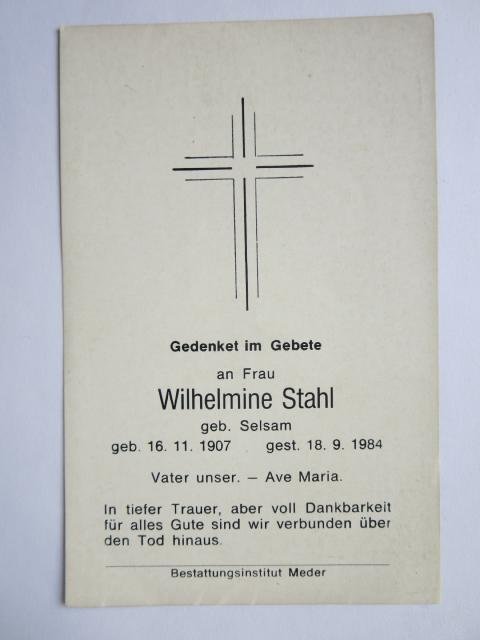 Gedenket im Gebete
an Frau
Wilhelmine Stahl
geb. Selsam
geb. 16. 11. 1907 gest. 18. 9. 1984
Vater unser. – Ave Maria.
In tiefer Trauer, aber voll Dankbarkeit
für alles Gute sind wir verbunden über
den Tod hinaus.
Bestattungsinstitut Meder